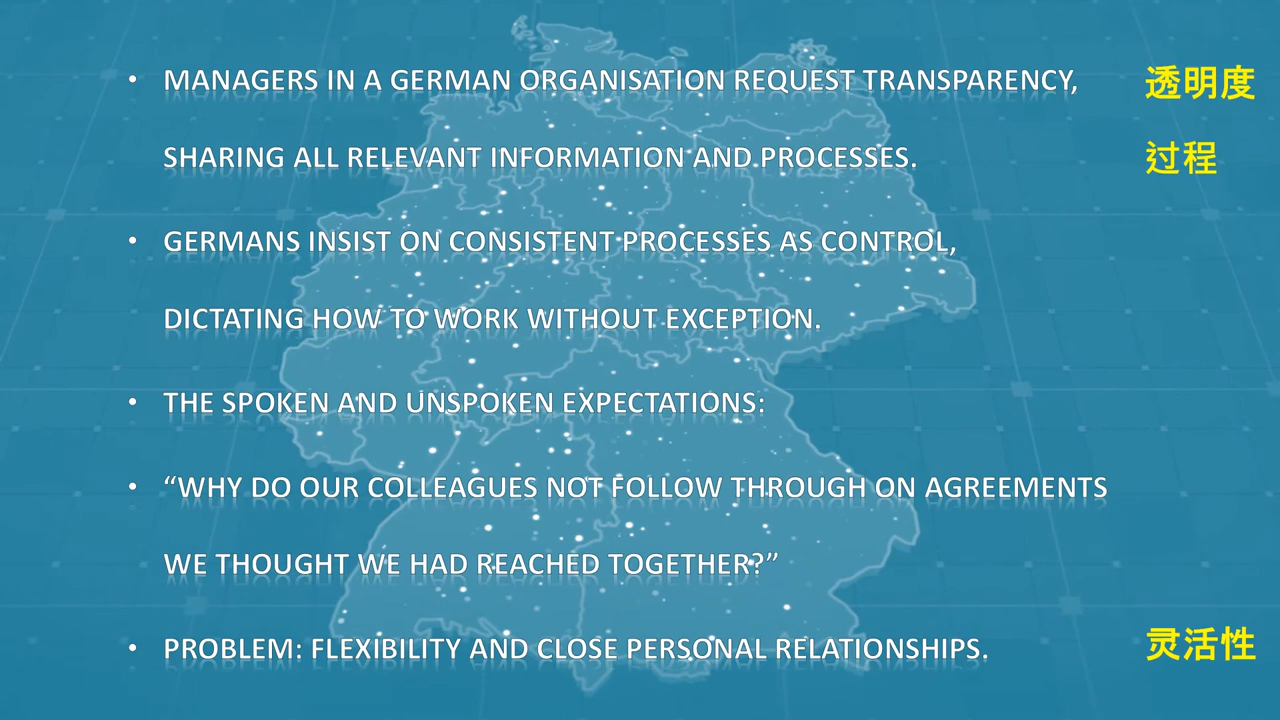 • MANAGERS IN A GERMAN ORGANISATION REQUEST TRANSPARENCY, 透明度
SHARING ALL RELEVANT INFORMATION AND PROCESSES. 过程
• GERMANS INSIST ON CONSISTENT PROCESSES AS CONTROL,
DICTATING HOW TO WORK WITHOUT EXCEPTION.
• THE SPOKEN AND UNSPOKEN EXPECTATIONS:
• “WHY DO OUR COLLEAGUES NOT FOLLOW THROUGH ON AGREEMENTS
WE THOUGHT WE HAD REACHED TOGETHER?”
• PROBLEM: FLEXIBILITY AND CLOSE PERSONAL RELATIONSHIPS. 灵活性